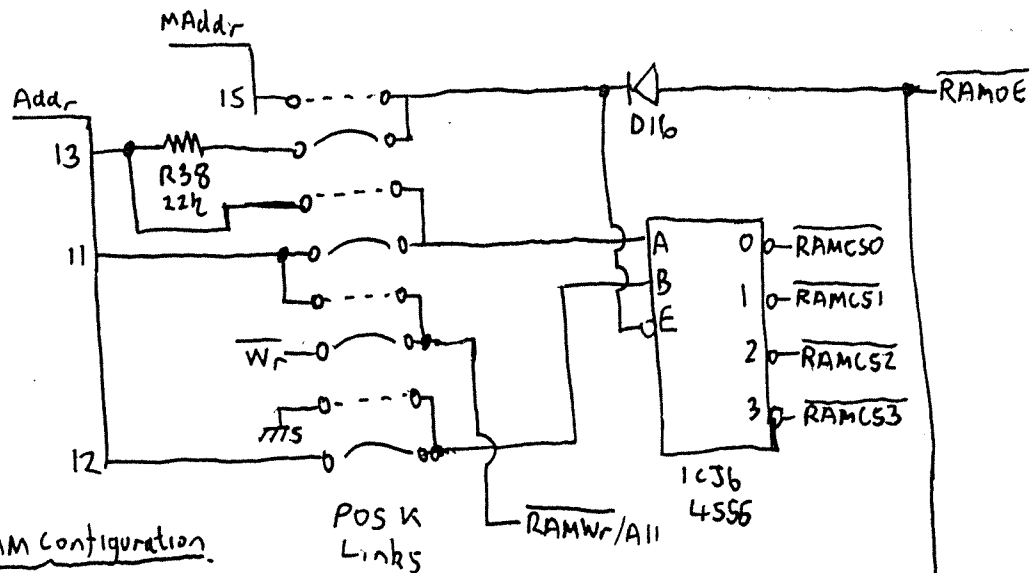 MAddr
15
Addr
13
R38
22k
D16
RAMOE
11
A
B
E
0
1
2
3
RAMCS0
RAMCS1
RAMCS2
RAMCS3
Wr
12
ICJ6
4556
POS K
Links
RAMWr/A11
AM Configuration.